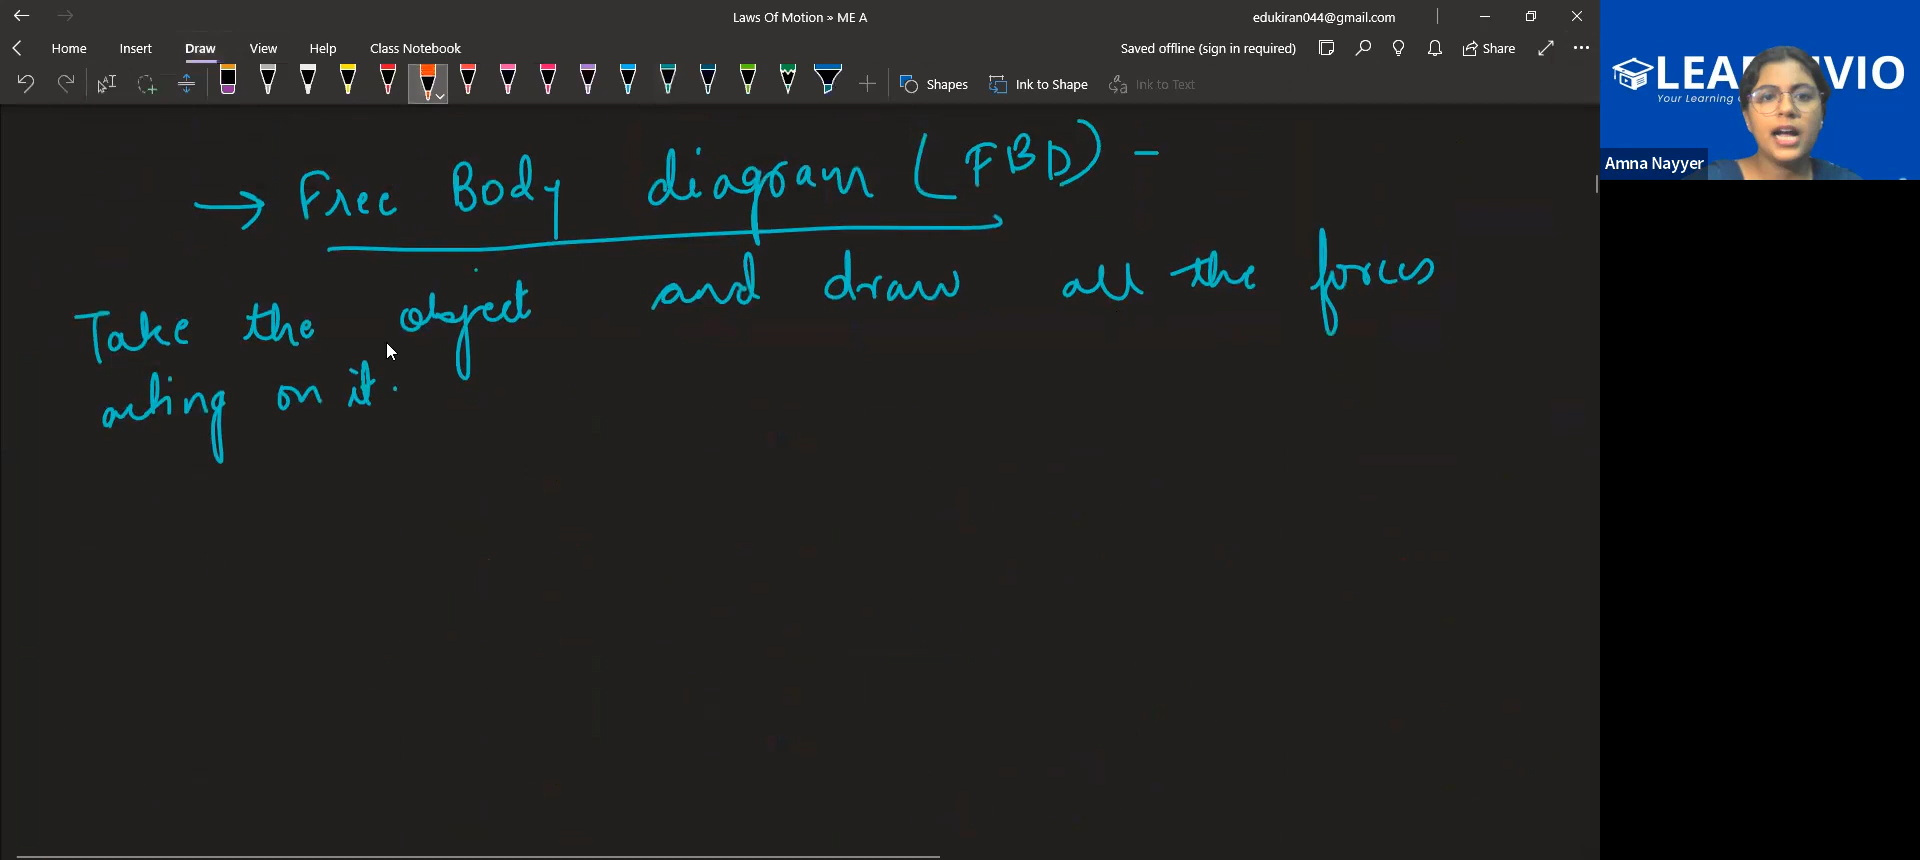 Laws Of Motion » ME A
edukiran044@gmail.com
Home Insert Draw View Help Class Notebook
Saved offline (sign in required)
Share
Shapes Ink to Shape Ink to Text
Your Learning
Amna Nayyer
→ Free Body diagram (FBD) -
Take the object and draw all the forces
acting on it.